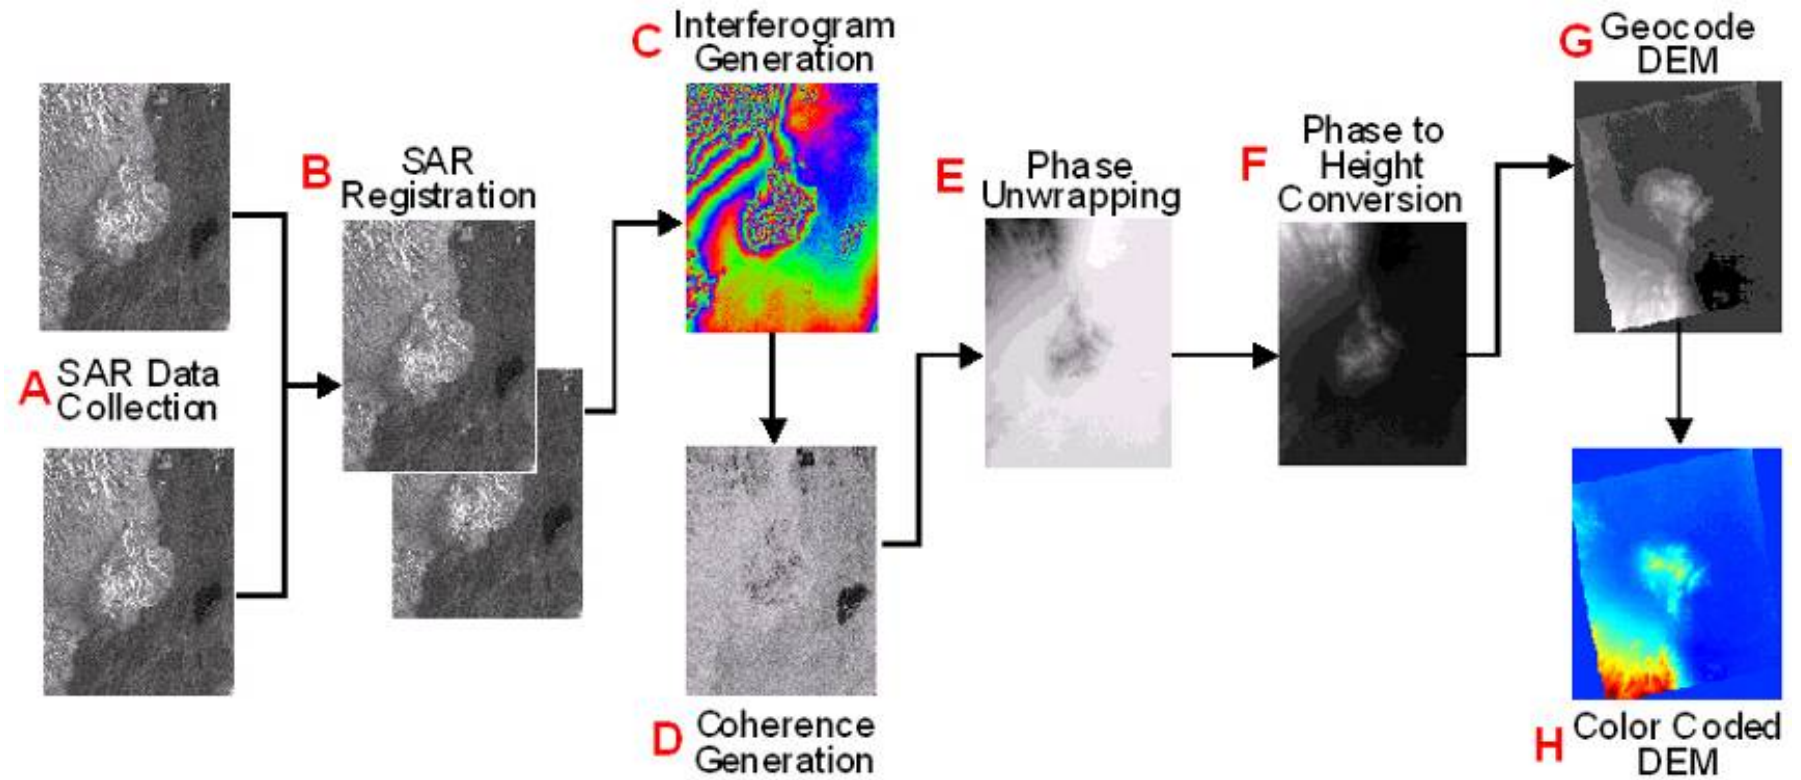 A SAR Data
Collection
B SAR
Registration
C Interferogram
Generation
D Coherence
Generation
E Phase
Unwrapping
F Phase to
Height
Conversion
G Geocode
DEM
H Color Coded
DEM